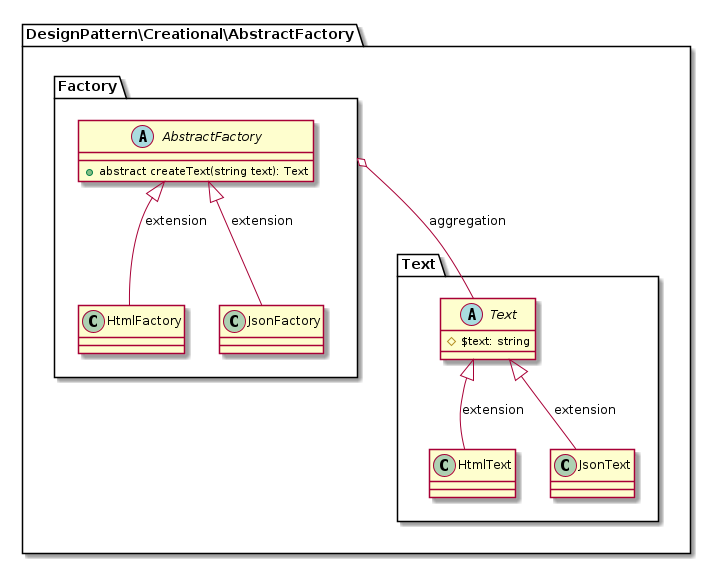 DesignPattern\Creational\AbstractFactory
Factory
A AbstractFactory
abstract createText(string text): Text
extension
extension
aggregation
C HtmlFactory
C JsonFactory
Text
A Text
$text: string
extension
extension
C HtmlText
C JsonText